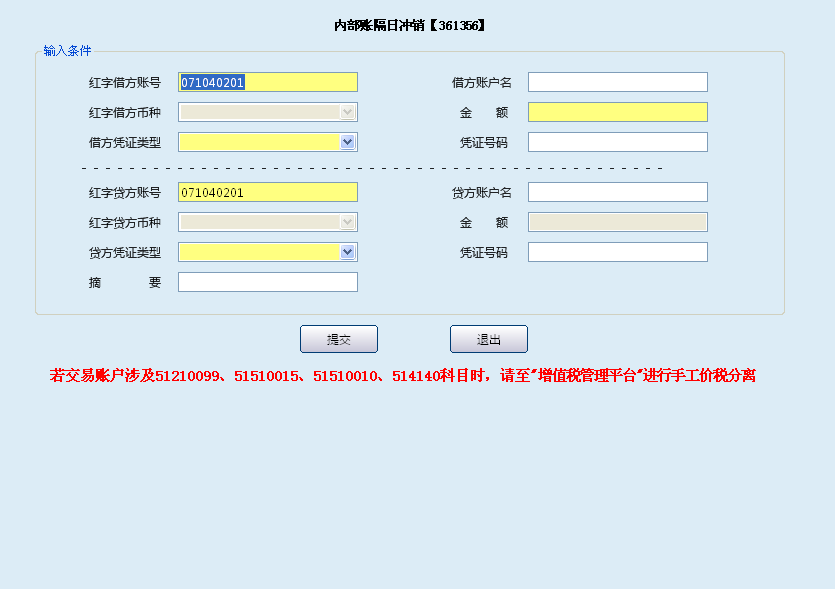 内部账隔日冲销【361356】
输入条件
红字借方账号 071040201 借方账户名
红字借方币种 金 额
借方凭证类型 凭证号码
红字贷方账号 071040201 贷方账户名
红字贷方币种 金 额
贷方凭证类型 凭证号码
摘 要
提交 退出
若交易账户涉及51210099、51510015、51510010、514140科目时，请至"增值税管理平台"进行手工价税分离